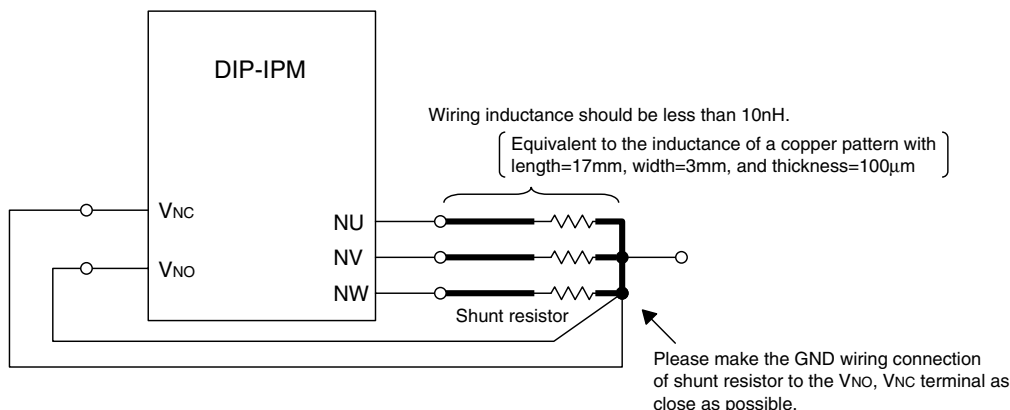 DIP-IPM
Wiring inductance should be less than 10nH.
Equivalent to the inductance of a copper pattern with
length=17mm, width=3mm, and thickness=100μm
VNC
VNO
NU
NV
NW
Shunt resistor
Please make the GND wiring connection
of shunt resistor to the VNO, VNC terminal as
close as possible.